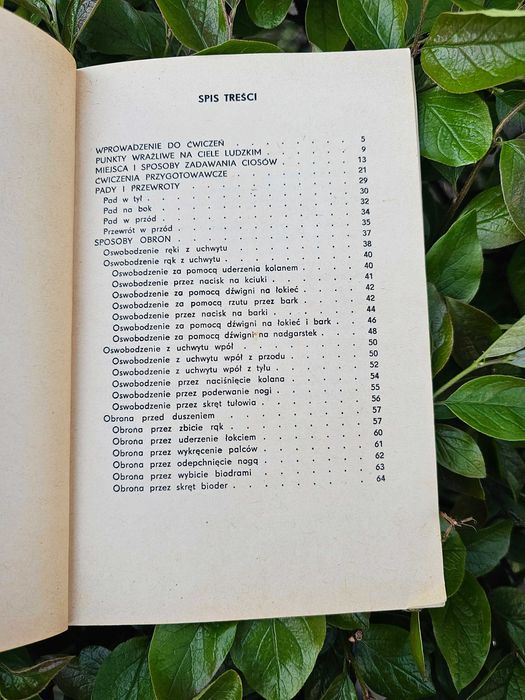 SPIS TREŚCI
WPROWADZENIE DO ĆWICZEŃ . . . . . . . . 5
PUNKTY WRAŻLIWE NA CIELE LUDZKIM . . . . . . 9
MIEJSCA I SPOSOBY ZADAWANIA CIOSÓW . . . . . 13
ĆWICZENIA PRZYGOTOWAWCZE . . . . . . . 21
PADY I PRZEWROTY . . . . . . . . . . 29
Pad w tył . . . . . . . . . . . . 30
Pad na bok . . . . . . . . . . . 32
Pad w przód . . . . . . . . . . . 34
Przewrót w przód . . . . . . . . . . 35
SPOSOBY OBRON . . . . . . . . . . . 37
Oswobodzenie ręki z uchwytu . . . . . . . . 38
Oswobodzenie rąk z uchwytu . . . . . . . . 40
Oswobodzenie za pomocą uderzenia kolanem . . . . 40
Oswobodzenie przez nacisk na kciuki . . . . . . 41
Oswobodzenie za pomocą dźwigni na łokieć . . . . 42
Oswobodzenie za pomocą rzutu przez bark . . . . 42
Oswobodzenie przez nacisk na barki . . . . . . 44
Oswobodzenie za pomocą dźwigni na łokieć i bark . . 46
Oswobodzenie za pomocą dźwigni na nadgarstek . . . 48
Oswobodzenie z uchwytu wpół . . . . . . . . 50
Oswobodzenie z uchwytu wpół z przodu . . . . . 50
Oswobodzenie z uchwytu wpół z tyłu . . . . . . 52
Oswobodzenie przez naciśnięcie kolana . . . . . 54
Oswobodzenie przez poderwanie nogi . . . . . . 55
Oswobodzenie przez skręt tułowia . . . . . . . 56
Obrona przed duszeniem . . . . . . . . . 57
Obrona przez zbicie rąk . . . . . . . . . 57
Obrona przez uderzenie łokciem . . . . . . . 60
Obrona przez wykręcenie palców . . . . . . . 61
Obrona przez odepchnięcie nogą . . . . . . . 62
Obrona przez wybicie biodrami . . . . . . . 63
Obrona przez skręt bioder . . . . . . . . . 64